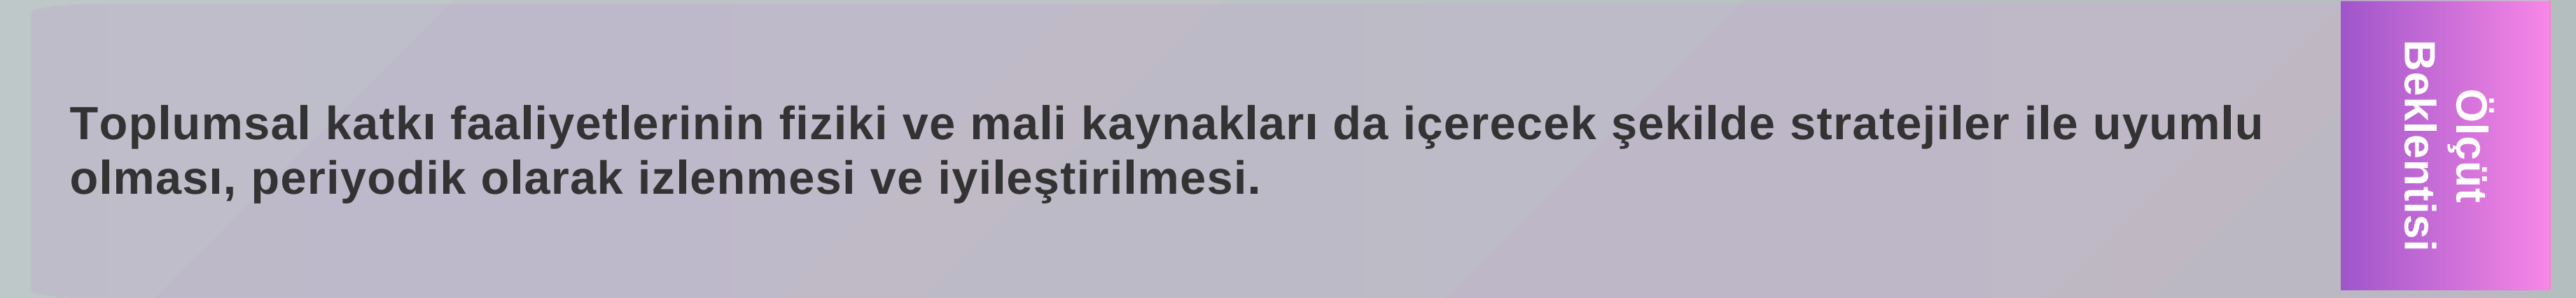 Toplumsal katkı faaliyetlerinin fiziki ve mali kaynakları da içerecek şekilde stratejiler ile uyumlu
olması, periyodik olarak izlenmesi ve iyileştirilmesi.
Ölçüt
Beklentisi